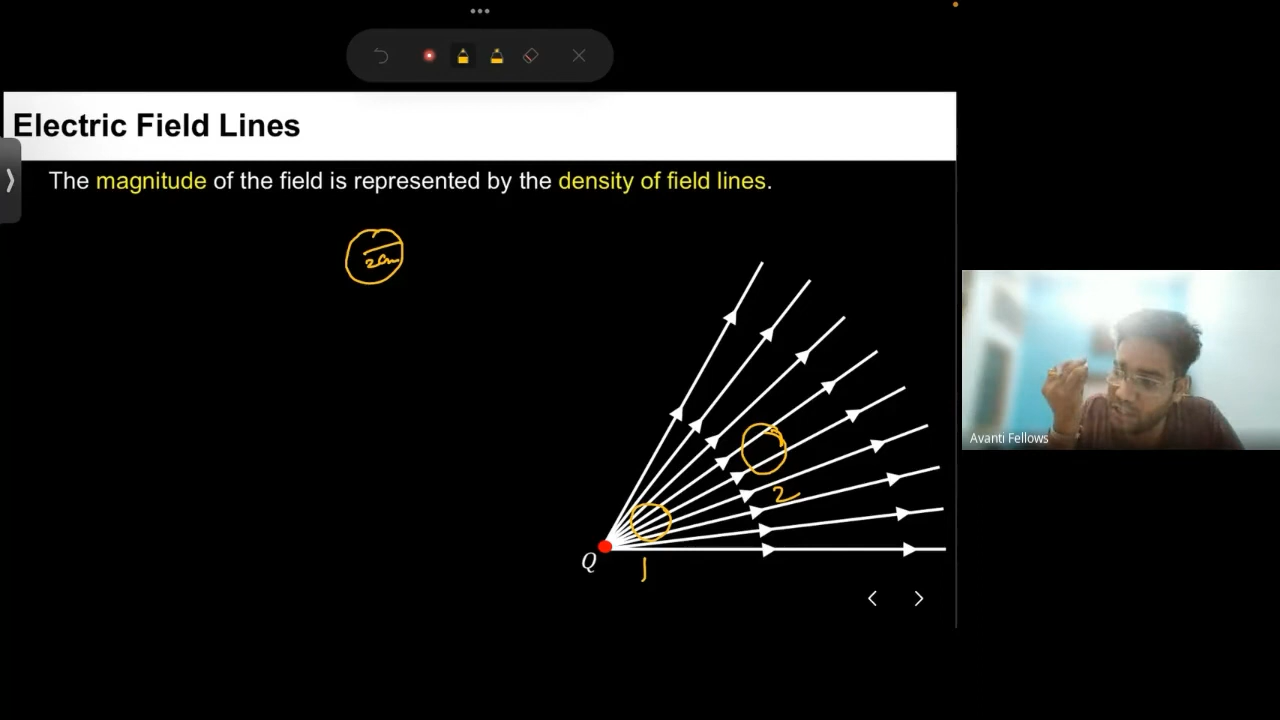 Electric Field Lines
The magnitude of the field is represented by the density of field lines.
2cm
2
Q
1
Avanti Fellows